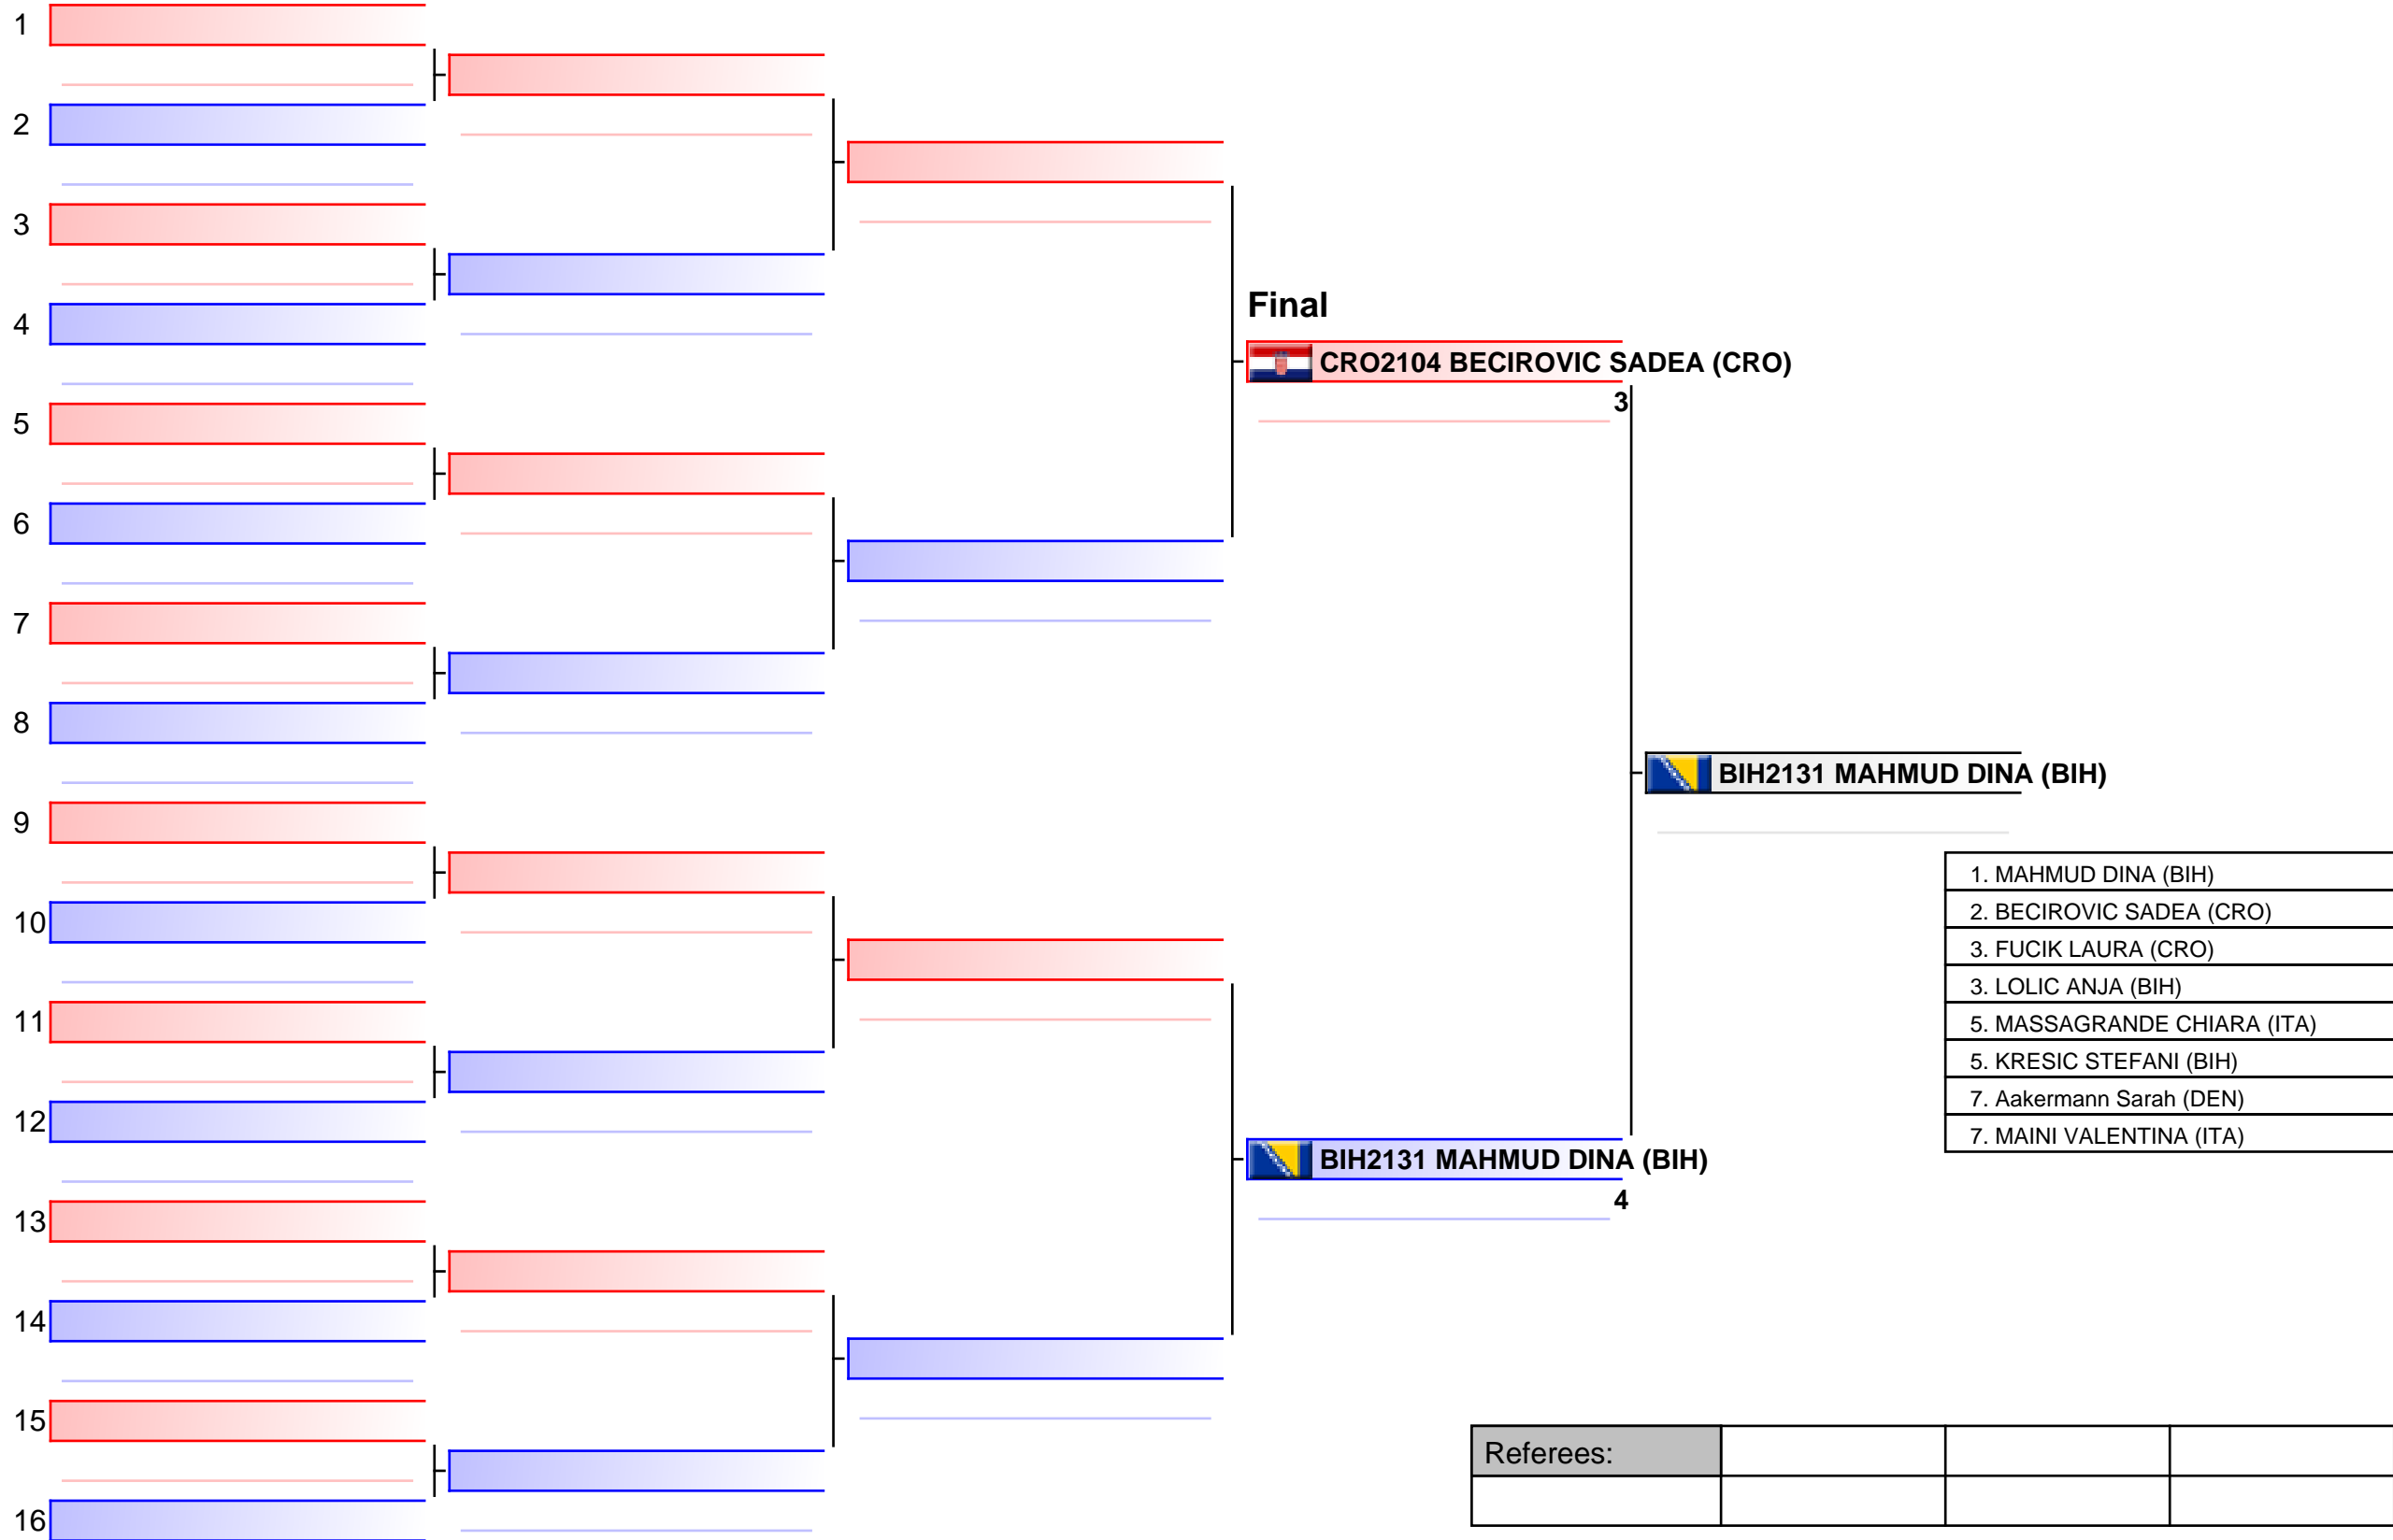 1
2
3
4
5
6
7
8
9
10
11
12
13
14
15
16
Final
CRO2104 BECIROVIC SADEA (CRO)
3
BIH2131 MAHMUD DINA (BIH)
4
BIH2131 MAHMUD DINA (BIH)
1. MAHMUD DINA (BIH)
2. BECIROVIC SADEA (CRO)
3. FUCIK LAURA (CRO)
3. LOLIC ANJA (BIH)
5. MASSAGRANDE CHIARA (ITA)
5. KRESIC STEFANI (BIH)
7. Aakermann Sarah (DEN)
7. MAINI VALENTINA (ITA)
Referees: